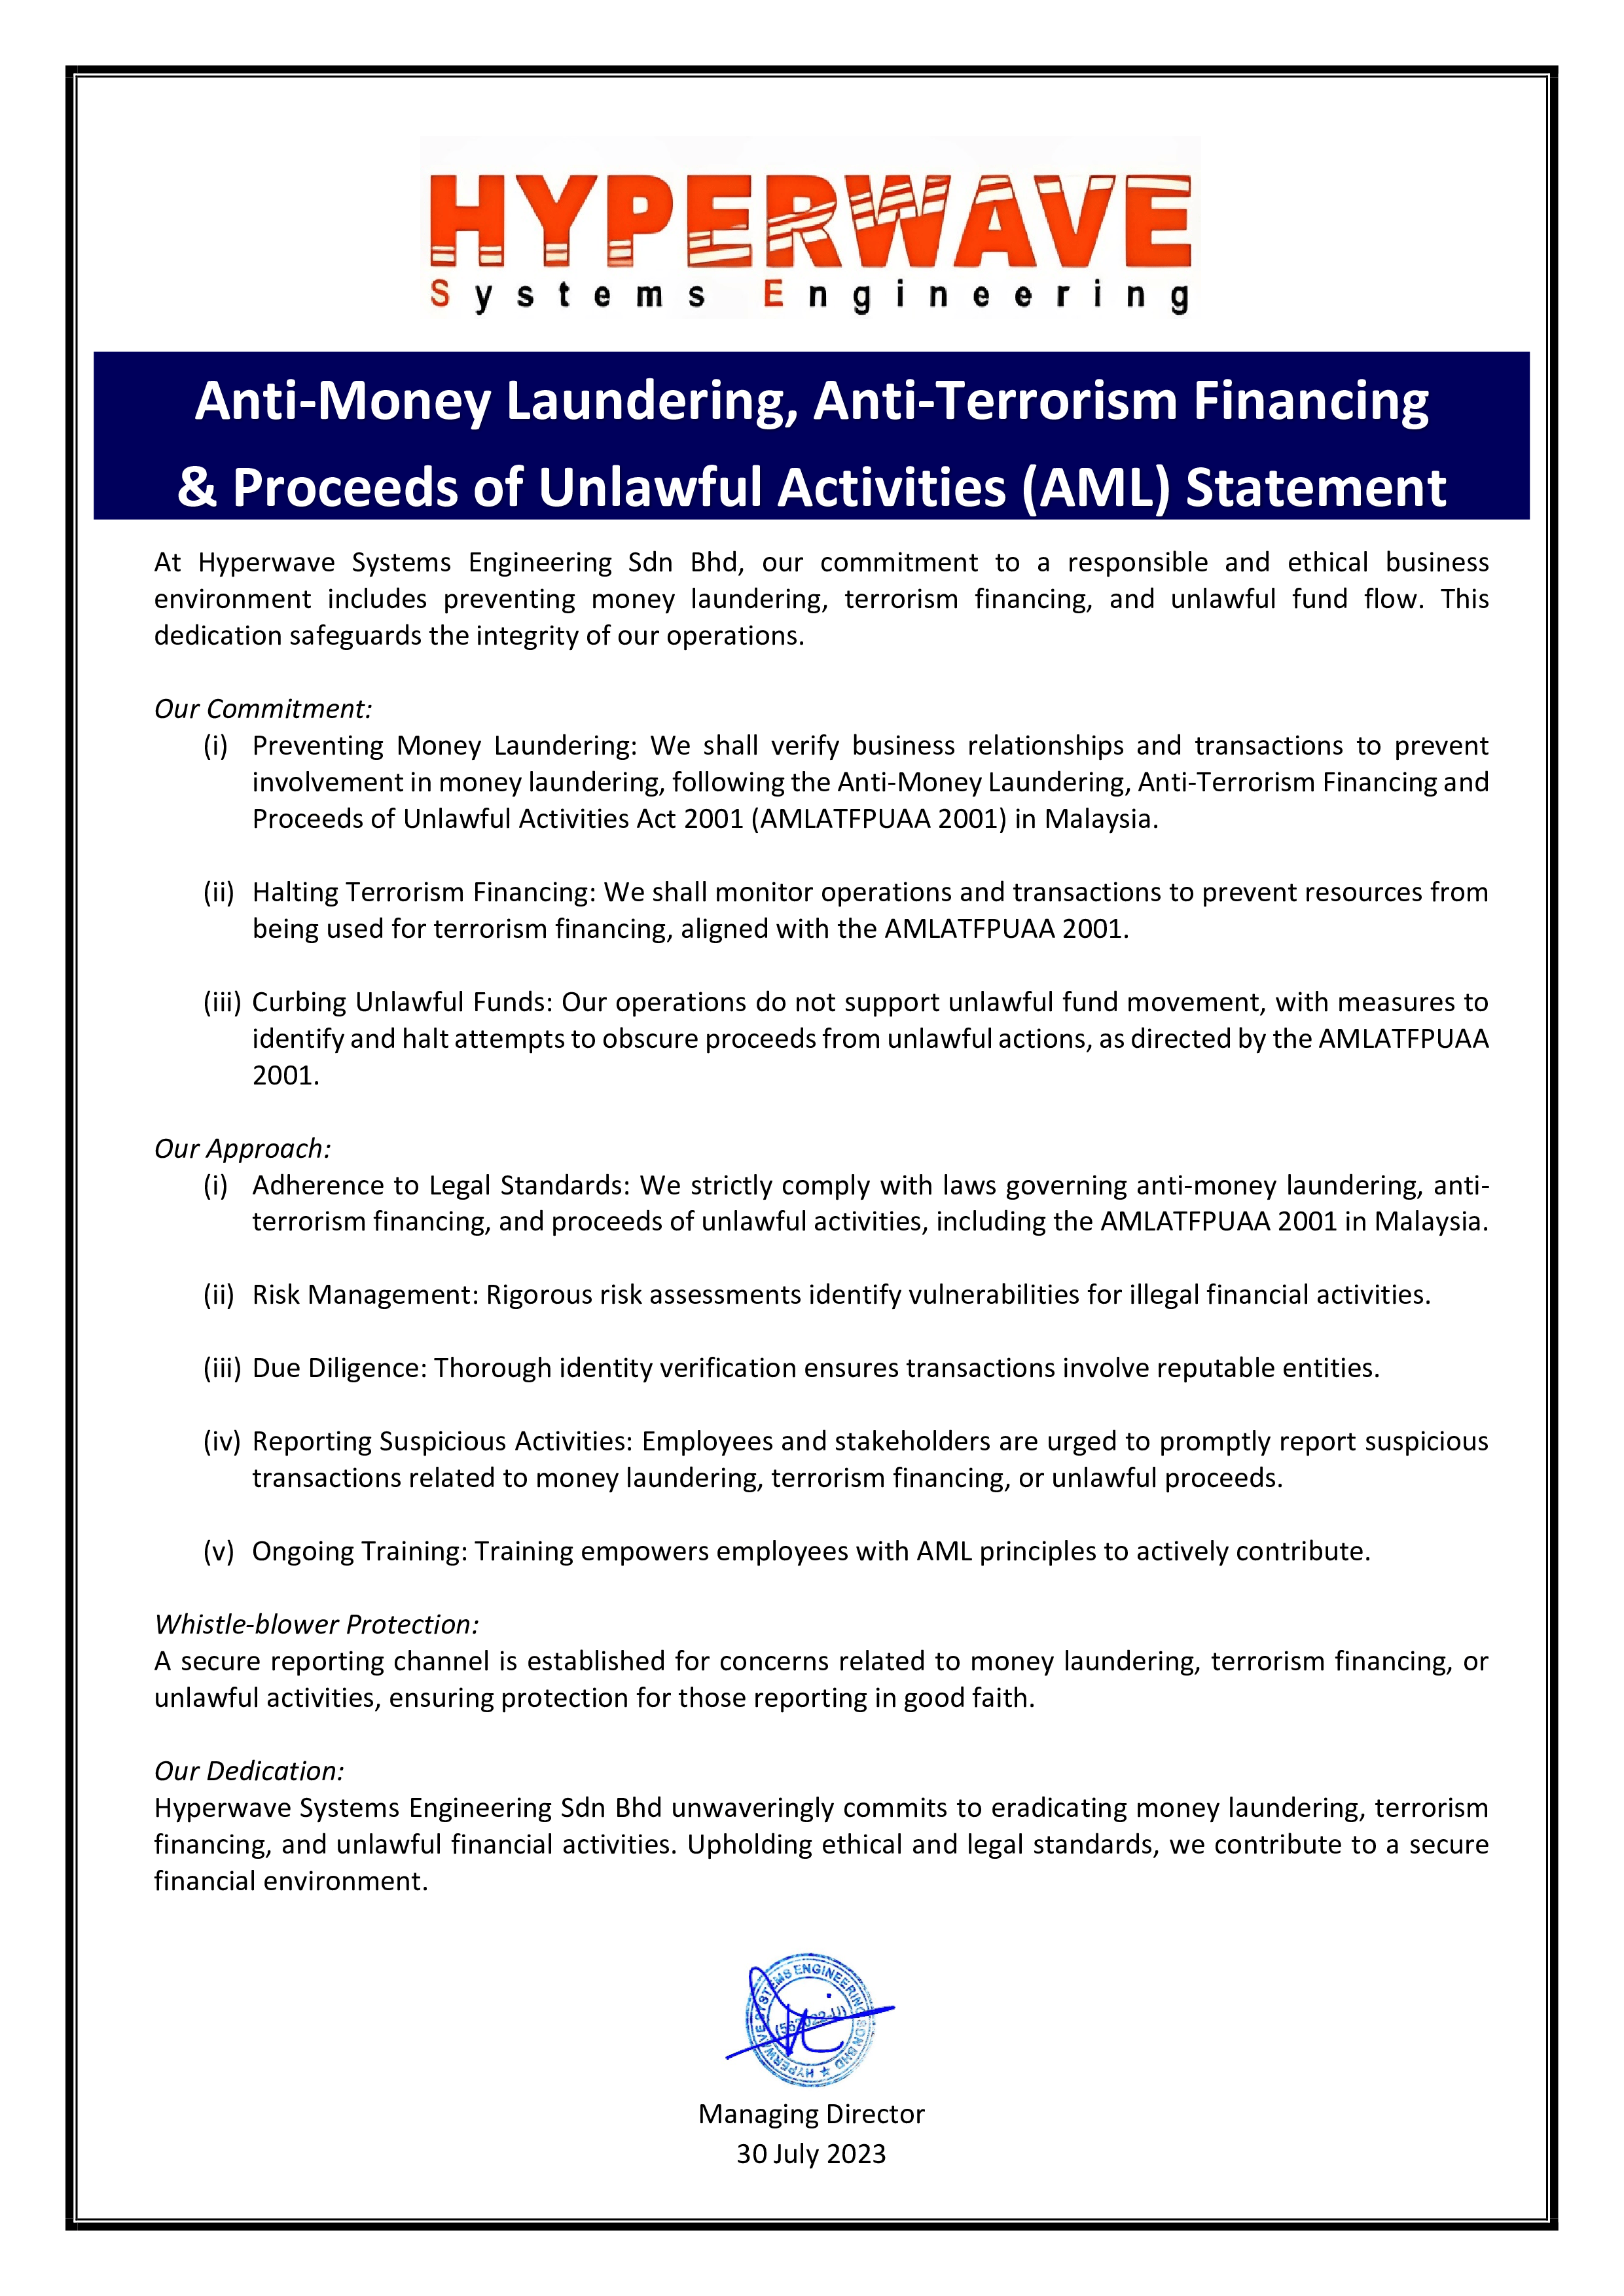 HYPERWAVE
Systems Engineering
Anti-Money Laundering, Anti-Terrorism Financing
& Proceeds of Unlawful Activities (AML) Statement
At Hyperwave Systems Engineering Sdn Bhd, our commitment to a responsible and ethical business
environment includes preventing money laundering, terrorism financing, and unlawful fund flow. This
dedication safeguards the integrity of our operations.
Our Commitment:
(i) Preventing Money Laundering: We shall verify business relationships and transactions to prevent
involvement in money laundering, following the Anti-Money Laundering, Anti-Terrorism Financing and
Proceeds of Unlawful Activities Act 2001 (AMLATFPUAA 2001) in Malaysia.
(ii) Halting Terrorism Financing: We shall monitor operations and transactions to prevent resources from
being used for terrorism financing, aligned with the AMLATFPUAA 2001.
(iii) Curbing Unlawful Funds: Our operations do not support unlawful fund movement, with measures to
identify and halt attempts to obscure proceeds from unlawful actions, as directed by the AMLATFPUAA
2001.
Our Approach:
(i) Adherence to Legal Standards: We strictly comply with laws governing anti-money laundering, anti-
terrorism financing, and proceeds of unlawful activities, including the AMLATFPUAA 2001 in Malaysia.
(ii) Risk Management: Rigorous risk assessments identify vulnerabilities for illegal financial activities.
(iii) Due Diligence: Thorough identity verification ensures transactions involve reputable entities.
(iv) Reporting Suspicious Activities: Employees and stakeholders are urged to promptly report suspicious
transactions related to money laundering, terrorism financing, or unlawful proceeds.
(v) Ongoing Training: Training empowers employees with AML principles to actively contribute.
Whistle-blower Protection:
A secure reporting channel is established for concerns related to money laundering, terrorism financing, or
unlawful activities, ensuring protection for those reporting in good faith.
Our Dedication:
Hyperwave Systems Engineering Sdn Bhd unwaveringly commits to eradicating money laundering, terrorism
financing, and unlawful financial activities. Upholding ethical and legal standards, we contribute to a secure
financial environment.
HYPERWAVE SYSTEMS ENGINEERING SDN BHD
Managing Director
30 July 2023